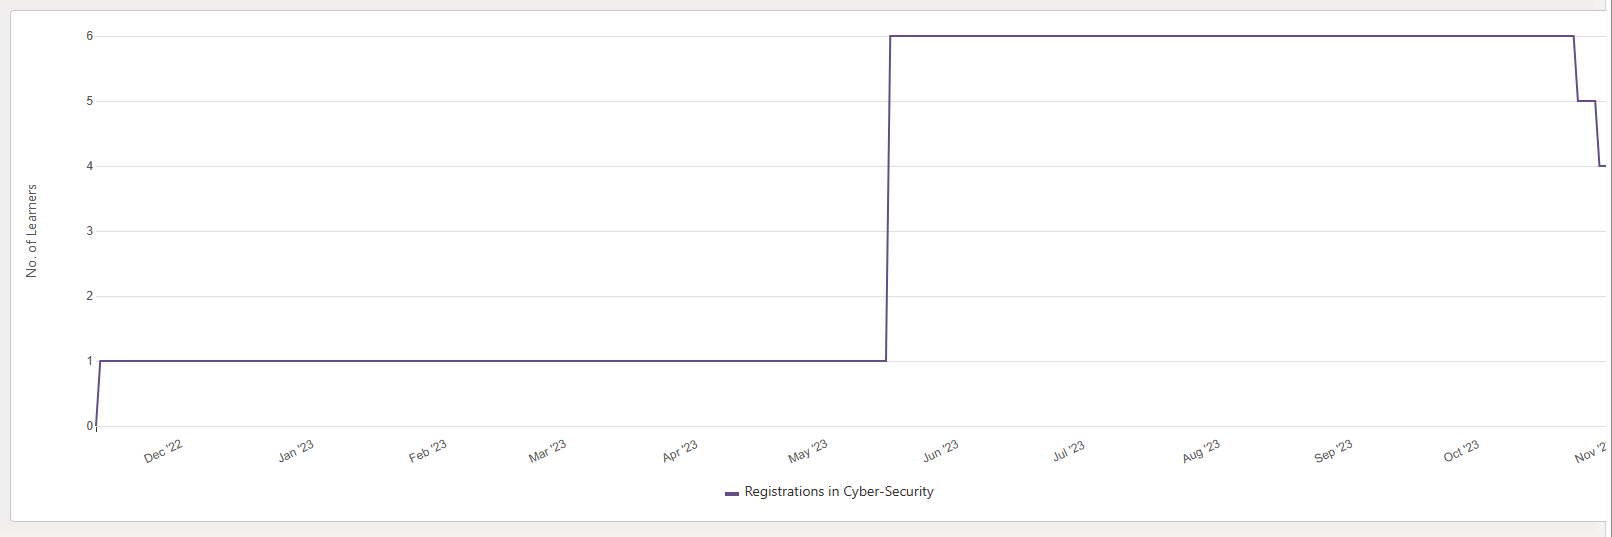 6
5
4
3
2
1
0
No. of Learners
Dec '22
Jan '23
Feb '23
Mar '23
Apr '23
May '23
Jun '23
Jul '23
Aug '23
Sep '23
Oct '23
Nov '2
Registrations in Cyber-Security